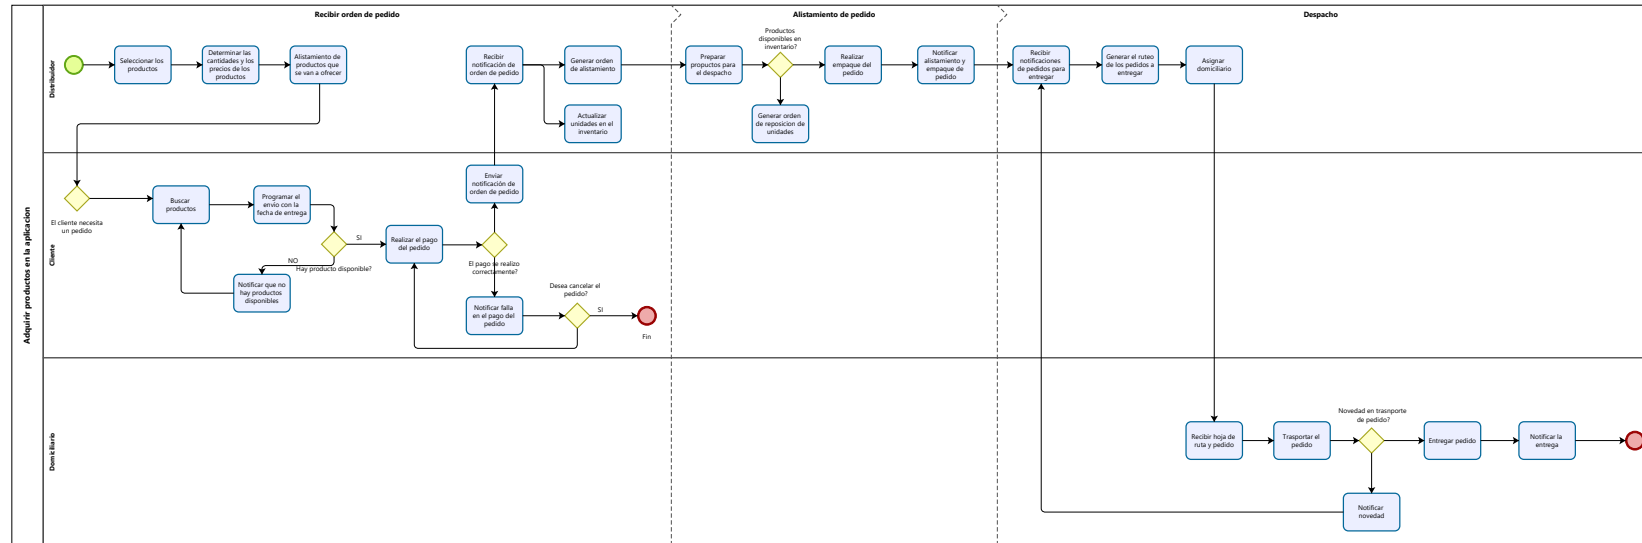 Recibir orden de pedido
Alistamiento de pedido
Despacho
Adquirir productos en la aplicacion
Distribuidor
Seleccionar los
productos
Determinar las
cantidades y los
precios de los
productos
Alistamiento de
productos que
se van a ofrecer
Recibir
notificación de
orden de pedido
Generar orden
de alistamiento
Actualizar
unidades en el
inventario
Preparar
propuctos para
el despacho
Productos
disponibles en
inventario?
Generar orden
de reposicion de
unidades
Realizar
empaque del
pedido
Notificar
alistamiento y
empaque de
pedido
Recibir
notificaciones
de pedidos para
entregar
Generar el ruteo
de los pedidos a
entregar
Asignar
domiciliario
Cliente
El cliente necesita
un pedido
Buscar
productos
Programar el
envio con la
fecha de entrega
SI
NO
Hay producto disponible?
Notificar que no
hay productos
disponibles
Realizar el pago
del pedido
Enviar
notificación de
orden de pedido
El pago se realizo
correctamente?
Notificar falla
en el pago del
pedido
Desea cancelar el
pedido?
SI
Fin
Domiciliario
Recibir hoja de
ruta y pedido
Trasportar el
pedido
Novedad en trasnporte
de pedido?
Entregar pedido
Notificar la
entrega
Notificar
novedad